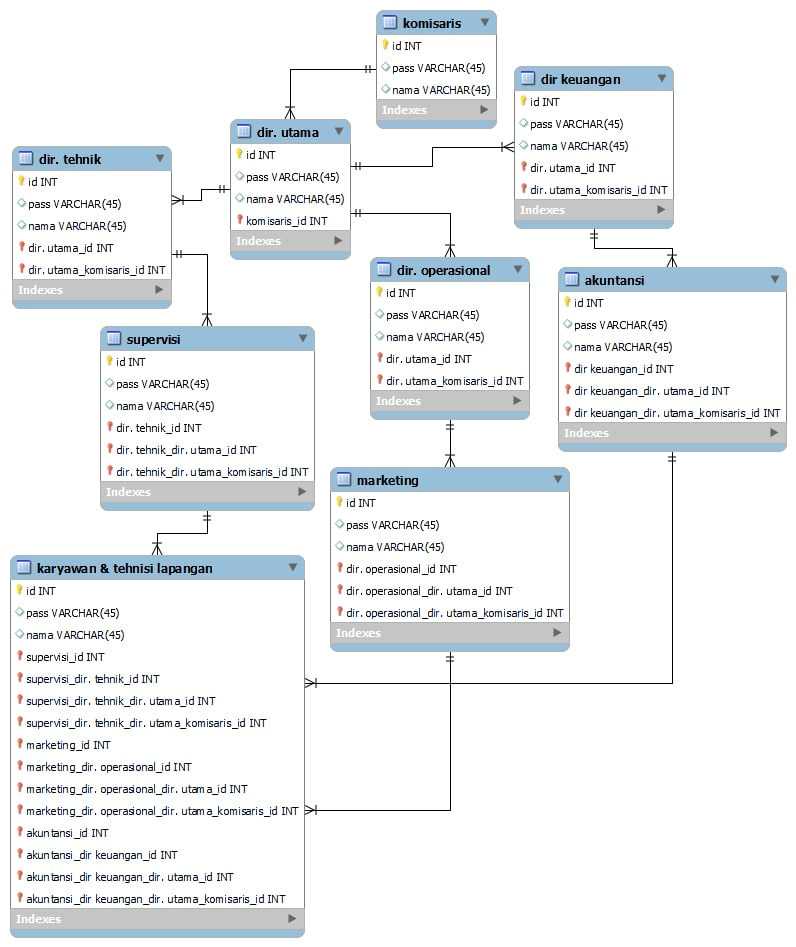 komisaris
id INT
pass VARCHAR(45)
nama VARCHAR(45)
Indexes
dir keuangan
id INT
pass VARCHAR(45)
nama VARCHAR(45)
dir. utama_id INT
dir. utama_komisaris_id INT
Indexes
dir. utama
id INT
pass VARCHAR(45)
nama VARCHAR(45)
komisaris_id INT
Indexes
dir. tehnik
id INT
pass VARCHAR(45)
nama VARCHAR(45)
dir. utama_id INT
dir. utama_komisaris_id INT
Indexes
dir. operasional
id INT
pass VARCHAR(45)
nama VARCHAR(45)
dir. utama_id INT
dir. utama_komisaris_id INT
Indexes
akuntansi
id INT
pass VARCHAR(45)
nama VARCHAR(45)
dir keuangan_id INT
dir keuangan_dir. utama_id INT
dir keuangan_dir. utama_komisaris_id INT
Indexes
supervisi
id INT
pass VARCHAR(45)
nama VARCHAR(45)
dir. tehnik_id INT
dir. tehnik_dir. utama_id INT
dir. tehnik_dir. utama_komisaris_id INT
Indexes
marketing
id INT
pass VARCHAR(45)
nama VARCHAR(45)
dir. operasional_id INT
dir. operasional_dir. utama_id INT
dir. operasional_dir. utama_komisaris_id INT
Indexes
karyawan & tehnisi lapangan
id INT
pass VARCHAR(45)
nama VARCHAR(45)
supervisi_id INT
supervisi_dir. tehnik_id INT
supervisi_dir. tehnik_dir. utama_id INT
supervisi_dir. tehnik_dir. utama_komisaris_id INT
marketing_id INT
marketing_dir. operasional_id INT
marketing_dir. operasional_dir. utama_id INT
marketing_dir. operasional_dir. utama_komisaris_id INT
akuntansi_id INT
akuntansi_dir keuangan_id INT
akuntansi_dir keuangan_dir. utama_id INT
akuntansi_dir keuangan_dir. utama_komisaris_id INT
Indexes